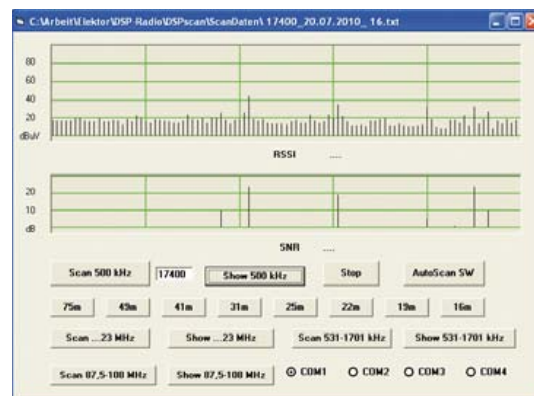 C:\Arbeit\Elektor\DSP-Radio\DSPscan\ScanDaten\ 17400_20.07.2010_ 16.txt
80
60
40
20
dBuV
RSSI ....
20
10
dB
SNR ....
Scan 500 kHz 17400 Show 500 kHz Stop AutoScan SW
75m 49m 41m 31m 25m 22m 19m 16m
Scan ...23 MHz Show ...23 MHz Scan 531-1701 kHz Show 531-1701 kHz
Scan 87,5-108 MHz Show 87,5-108 MHz COM1 COM2 COM3 COM4